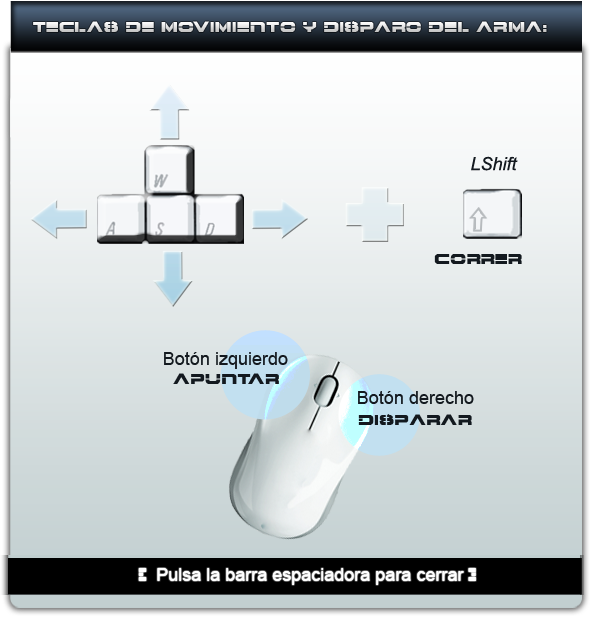 TECLAS DE MOVIMIENTO Y DISPARO DEL ARMA:
W
LShift
A S D
CORRER
Botón izquierdo
APUNTAR
Botón derecho
DISPARAR
[ Pulsa la barra espaciadora para cerrar ]